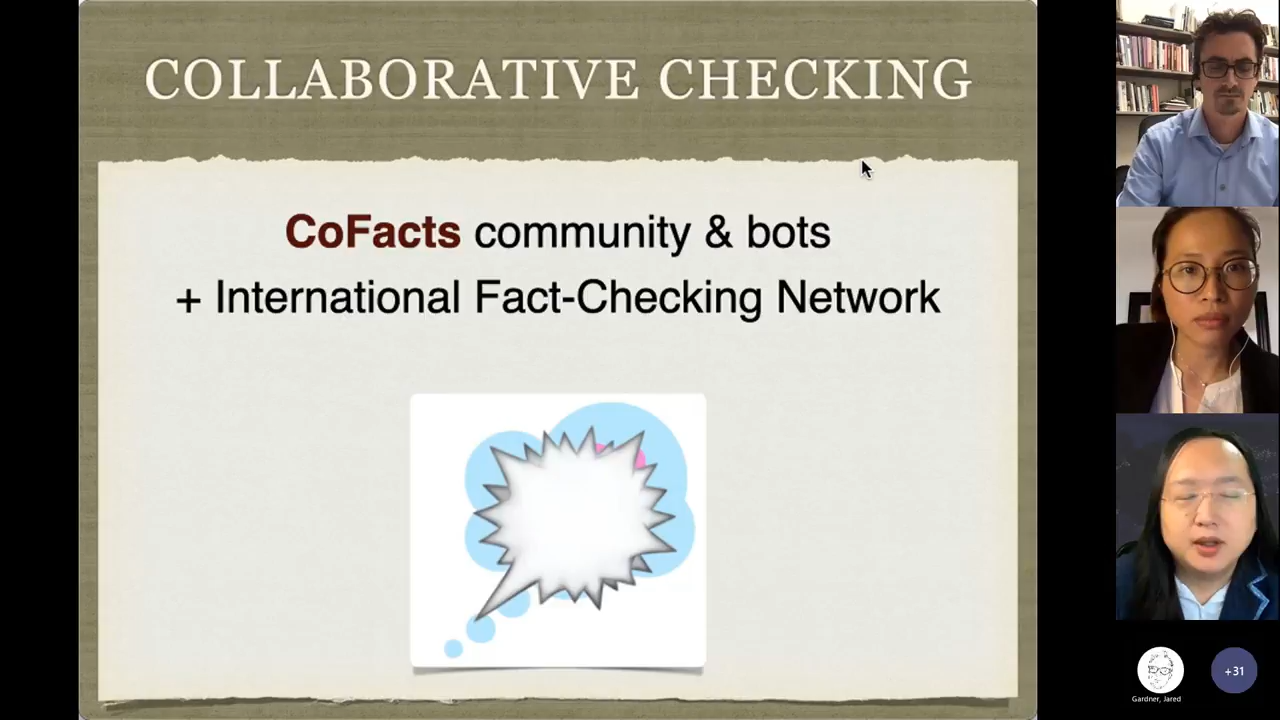 COLLABORATIVE CHECKING
CoFacts community & bots
+ International Fact-Checking Network
Gardner, Jared
+31